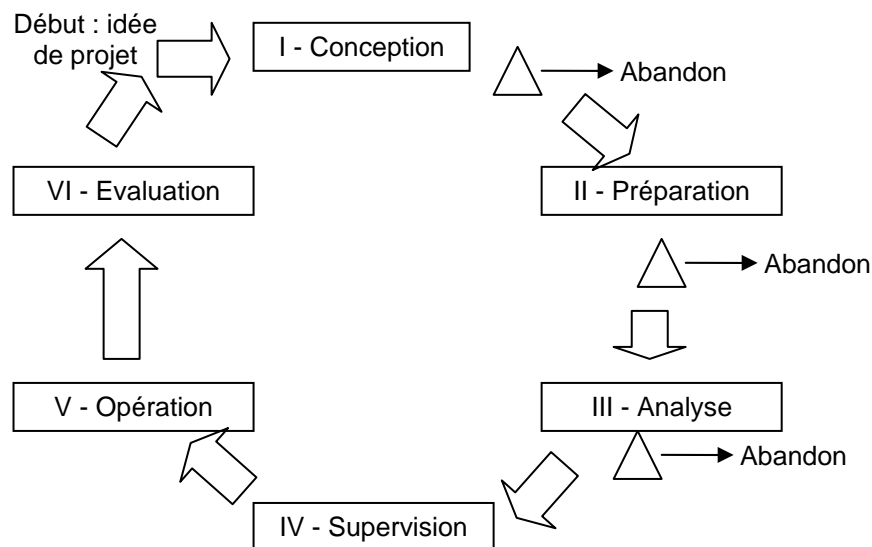 Début : idée
de projet
I - Conception
Abandon
VI - Evaluation
II - Préparation
Abandon
V - Opération
III - Analyse
Abandon
IV - Supervision